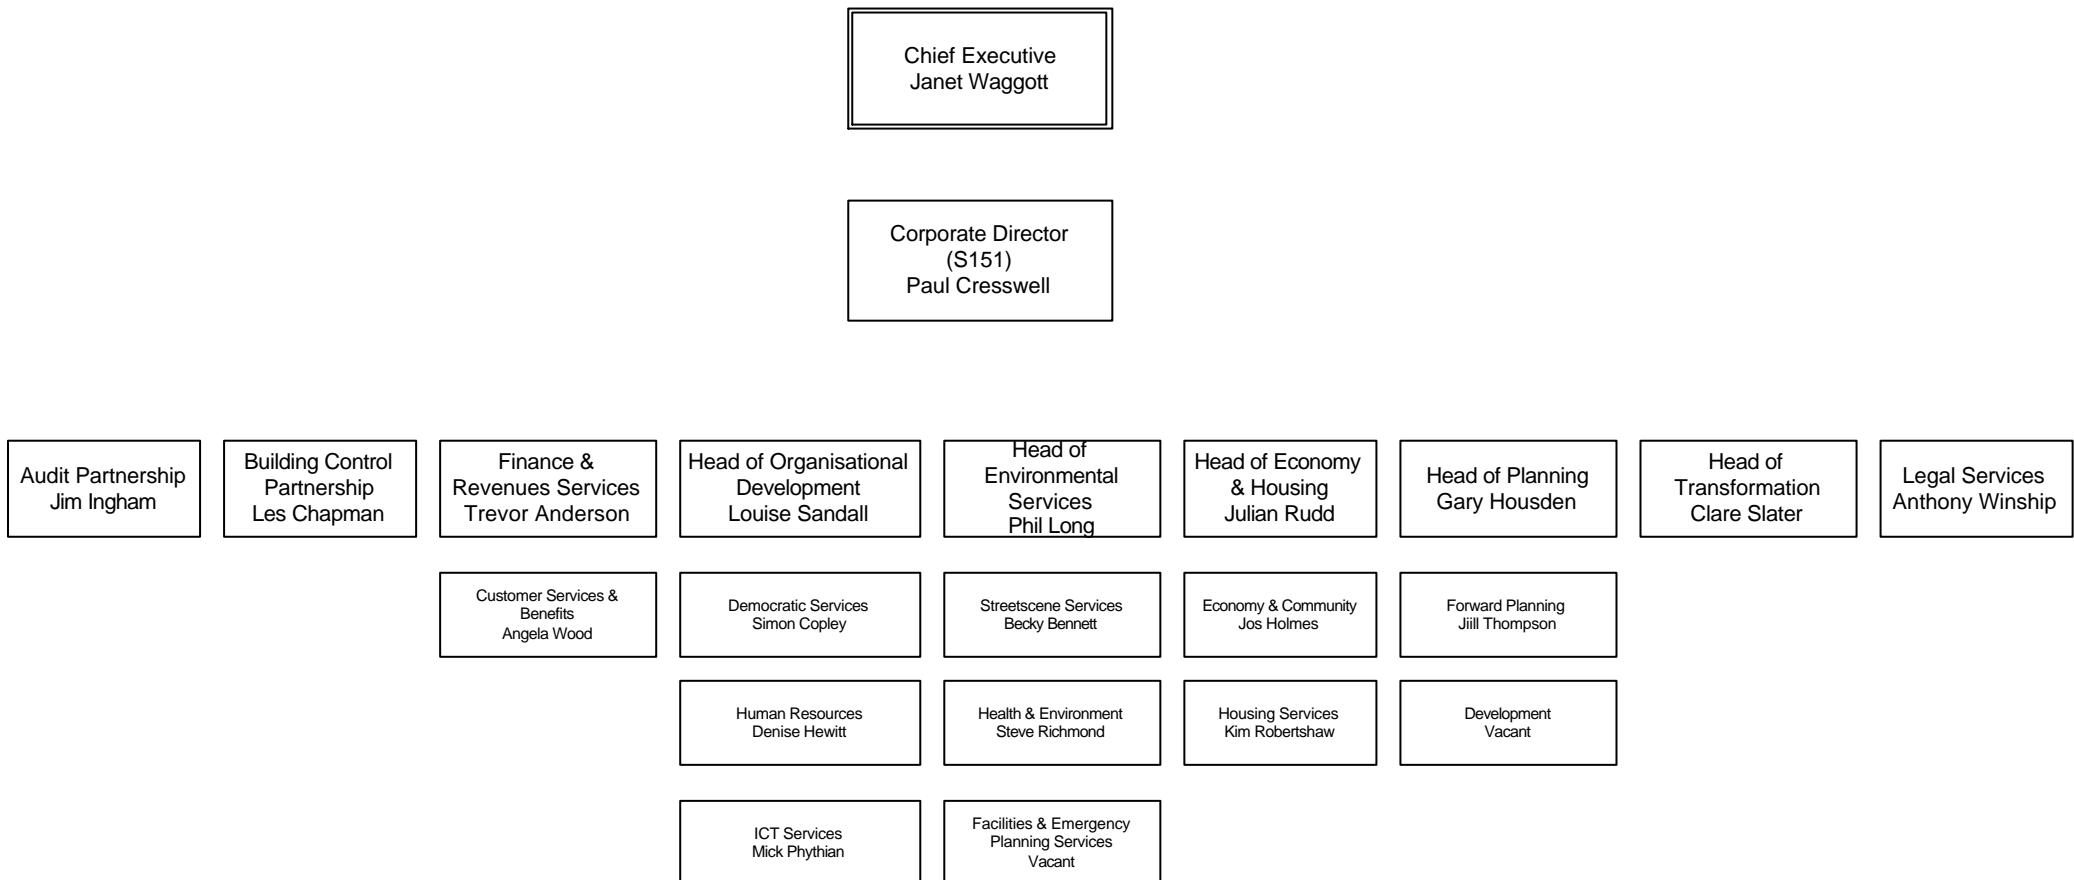 Chief Executive
Janet Waggott
Corporate Director
(S151)
Paul Cresswell
Audit Partnership
Jim Ingham
Building Control
Partnership
Les Chapman
Finance &
Revenues Services
Trevor Anderson
Head of Organisational
Development
Louise Sandall
Head of
Environmental
Services
Phil Long
Head of Economy
& Housing
Julian Rudd
Head of Planning
Gary Housden
Head of
Transformation
Clare Slater
Legal Services
Anthony Winship
Customer Services &
Benefits
Angela Wood
Democratic Services
Simon Copley
Streetscene Services
Becky Bennett
Economy & Community
Jos Holmes
Forward Planning
Jiill Thompson
Human Resources
Denise Hewitt
Health & Environment
Steve Richmond
Housing Services
Kim Robertshaw
Development
Vacant
ICT Services
Mick Phythian
Facilities & Emergency
Planning Services
Vacant